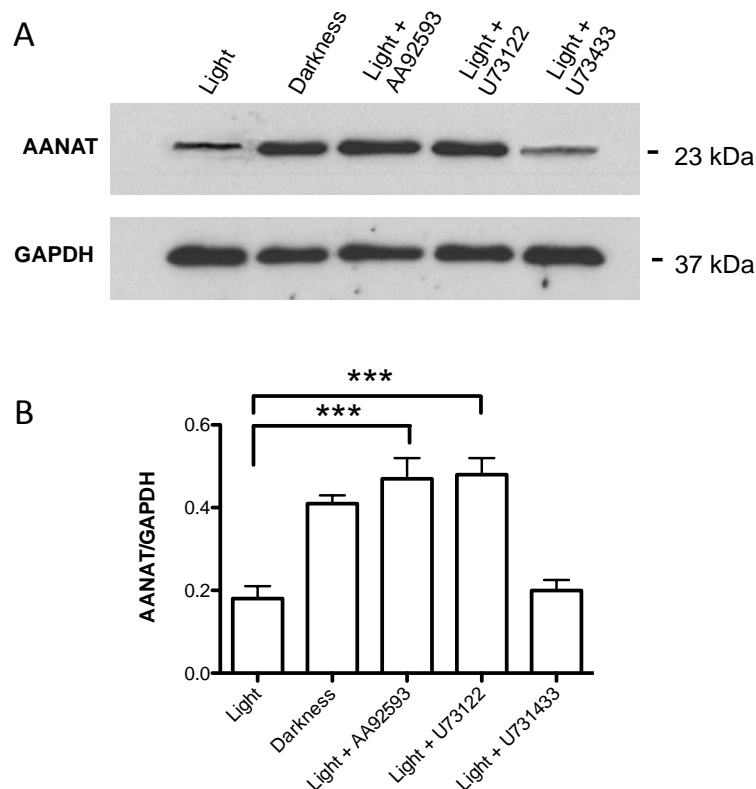 A
Light
Darkness
Light +
AA92593
Light +
U73122
Light +
U73433
AANAT
- 23 kDa
GAPDH
- 37 kDa
B
***
***
AANAT/GAPDH
0.6
0.4
0.2
0.0
Light
Darkness
Light + AA92593
Light + U73122
Light + U731433